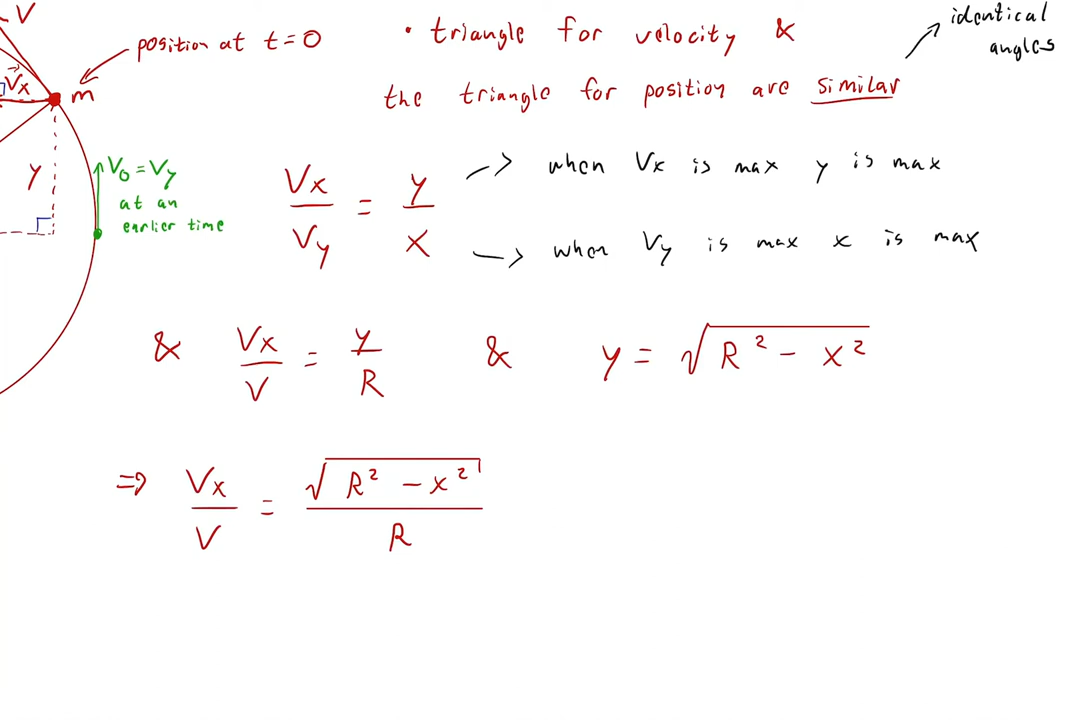 V
position at t=0
Vx
m
y
V₀ = Vy
at an
earlier time
• triangle for velocity &
the triangle for position are similar
identical
angles
Vx/Vy = y/x
--> when Vx is max y is max
--> when Vy is max x is max
& Vx/V = y/R & y = √(R² - x²)
⇒ Vx/V = √(R² - x²)/R